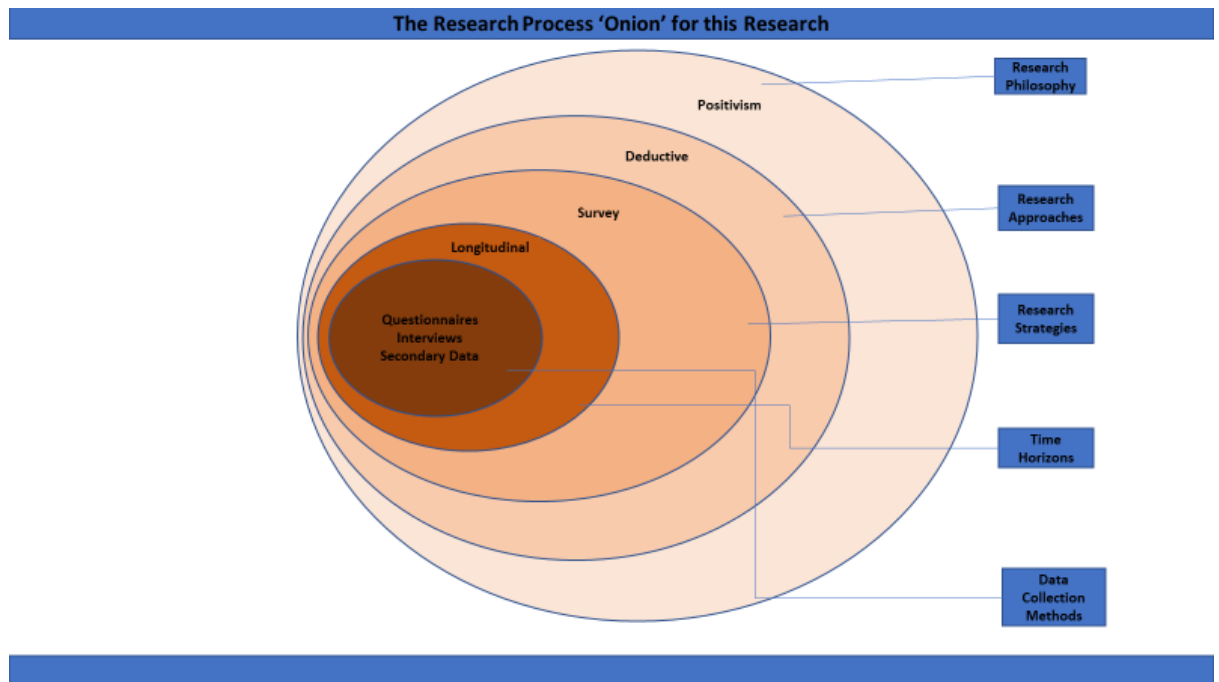 The Research Process ‘Onion’ for this Research
Research
Philosophy
Positivism
Deductive
Research
Approaches
Survey
Longitudinal
Questionnaires
Interviews
Secondary Data
Research
Strategies
Time
Horizons
Data
Collection
Methods